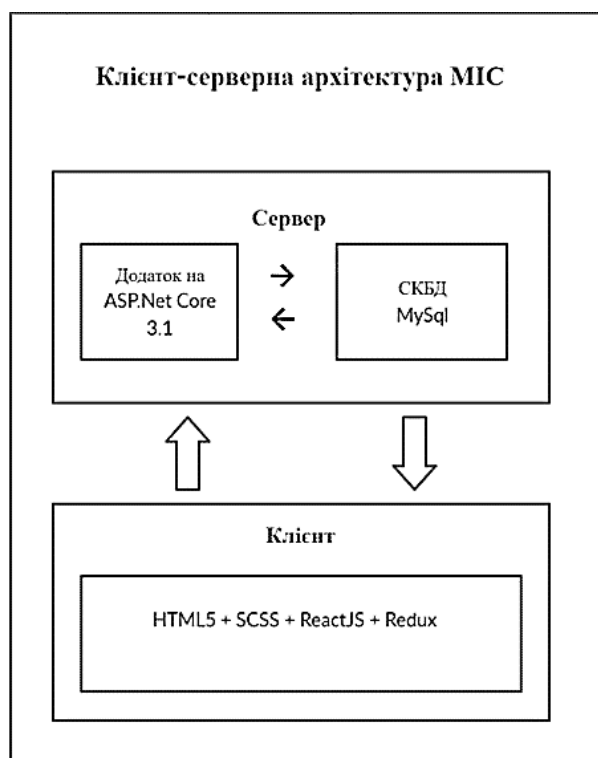 Клієнт-серверна архітектура МІС
Сервер
Додаток на
ASP.Net Core
3.1
СКБД
MySql
Клієнт
HTML5 + SCSS + ReactJS + Redux